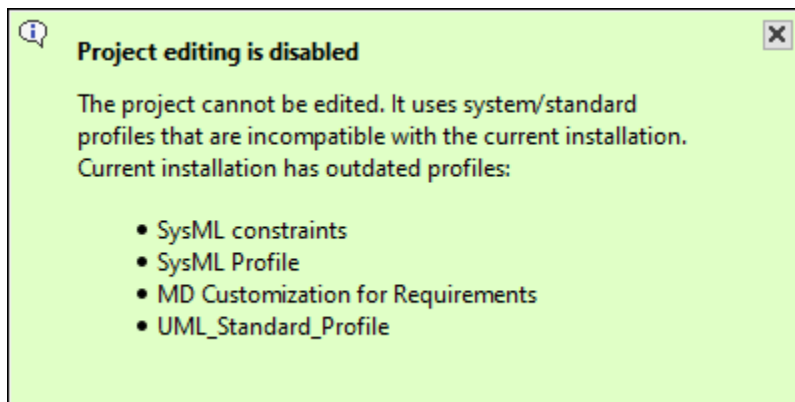 Project editing is disabled
The project cannot be edited. It uses system/standard
profiles that are incompatible with the current installation.
Current installation has outdated profiles:
• SysML constraints
• SysML Profile
• MD Customization for Requirements
• UML_Standard_Profile